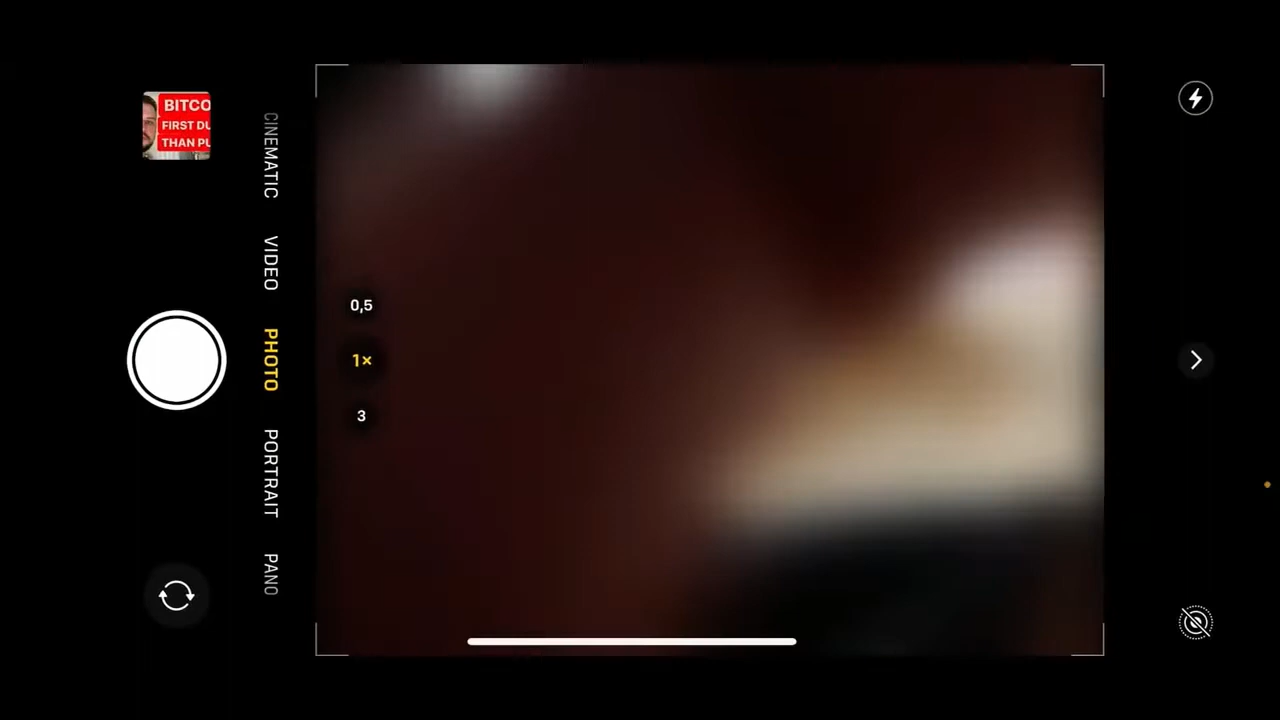 BITCO
FIRST DU
THAN PU
CINEMATIC
VIDEO
PHOTO
PORTRAIT
PANO
0,5
1×
3